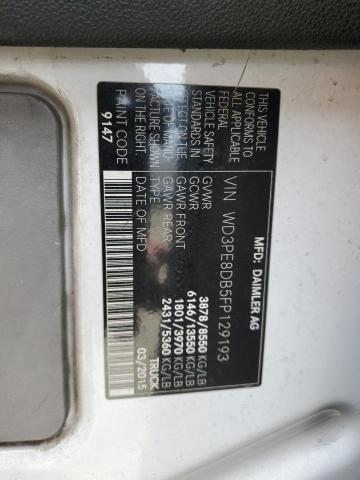 MFD: DAIMLER AG
VIN WD3PE8DB5FP129193
GVWR 3878/8550 KG/LB
GCWR 6146/13550 KG/LB
GAWR FRONT 1801/3970 KG/LB
GAWR REAR 2431/5360 KG/LB
TYPE TRUCK
DATE OF MFD 03/2015
THIS VEHICLE
CONFORMS TO
ALL APPLICABLE
FEDERAL
VEHICLE SAFETY
STANDARDS IN
EFFECT ON
THE DATE OF MANU-
FACTURE SHOWN
ON THE RIGHT.
PAINT CODE
9147